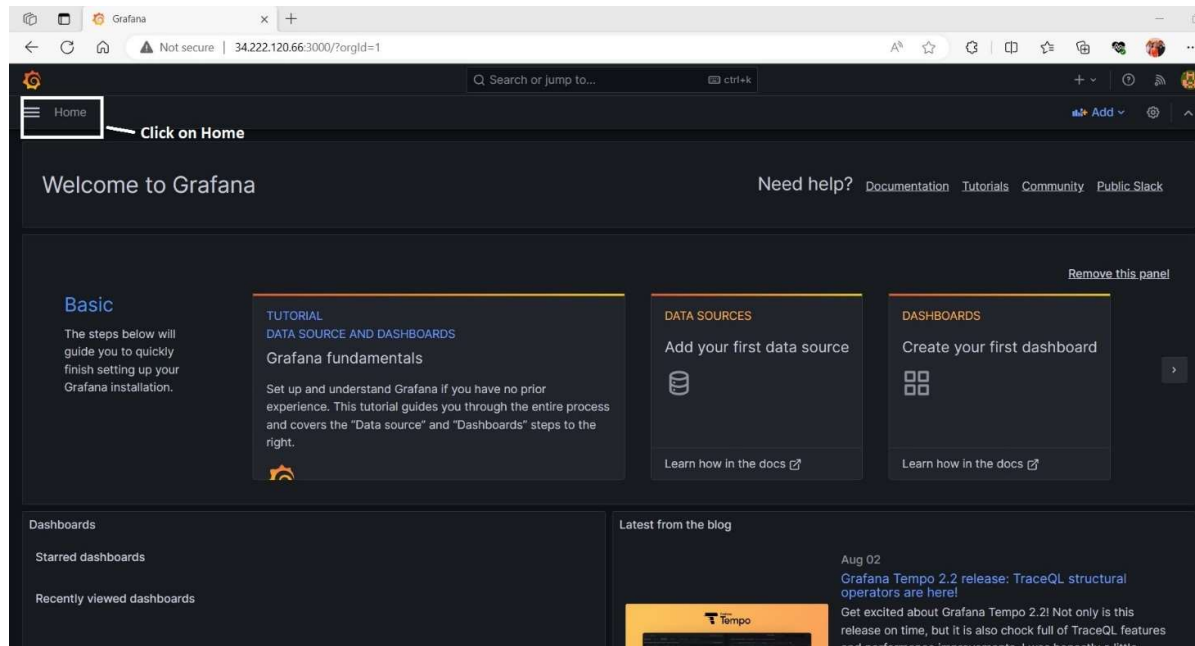 Grafana
Not secure | 34.222.120.66:3000/?orgId=1
Search or jump to... ctrl+k
Home
Add
Click on Home
Welcome to Grafana
Need help? Documentation Tutorials Community Public Slack
Remove this panel
Basic
The steps below will
guide you to quickly
finish setting up your
Grafana installation.
TUTORIAL
DATA SOURCE AND DASHBOARDS
Grafana fundamentals
Set up and understand Grafana if you have no prior
experience. This tutorial guides you through the entire process
and covers the "Data source" and "Dashboards" steps to the
right.
DATA SOURCES
Add your first data source
Learn how in the docs
DASHBOARDS
Create your first dashboard
Learn how in the docs
Dashboards
Starred dashboards
Recently viewed dashboards
Latest from the blog
Aug 02
Grafana Tempo 2.2 release: TraceQL structural
operators are here!
Get excited about Grafana Tempo 2.2! Not only is this
release on time, but it is also chock full of TraceQL features
Tempo